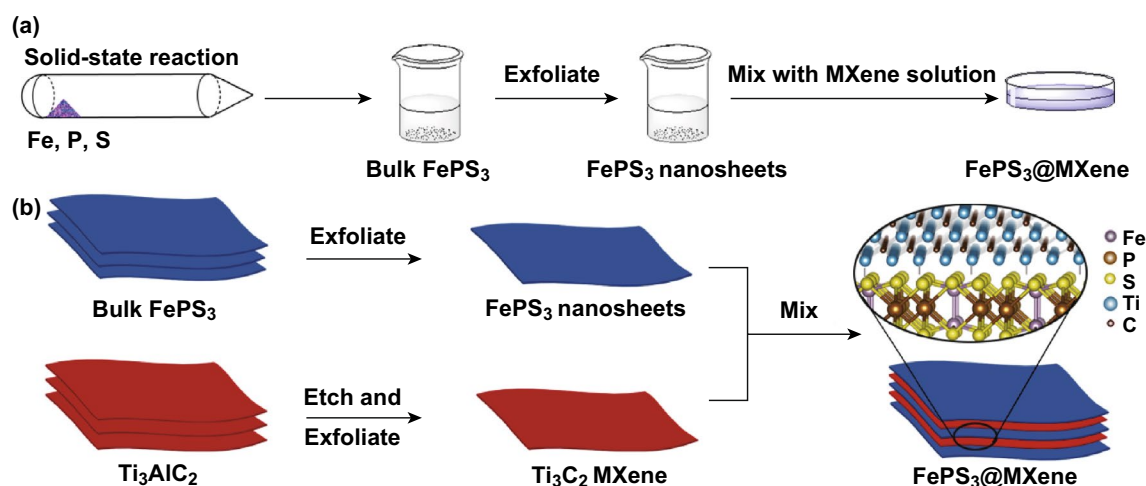 (a)
Solid-state reaction
Fe, P, S
Exfoliate
Mix with MXene solution
Bulk FePS₃
FePS₃ nanosheets
FePS₃@MXene
(b)
Exfoliate
Bulk FePS₃
FePS₃ nanosheets
Mix
Fe
P
S
Ti
C
Etch and
Exfoliate
Ti₃AlC₂
Ti₃C₂ MXene
FePS₃@MXene